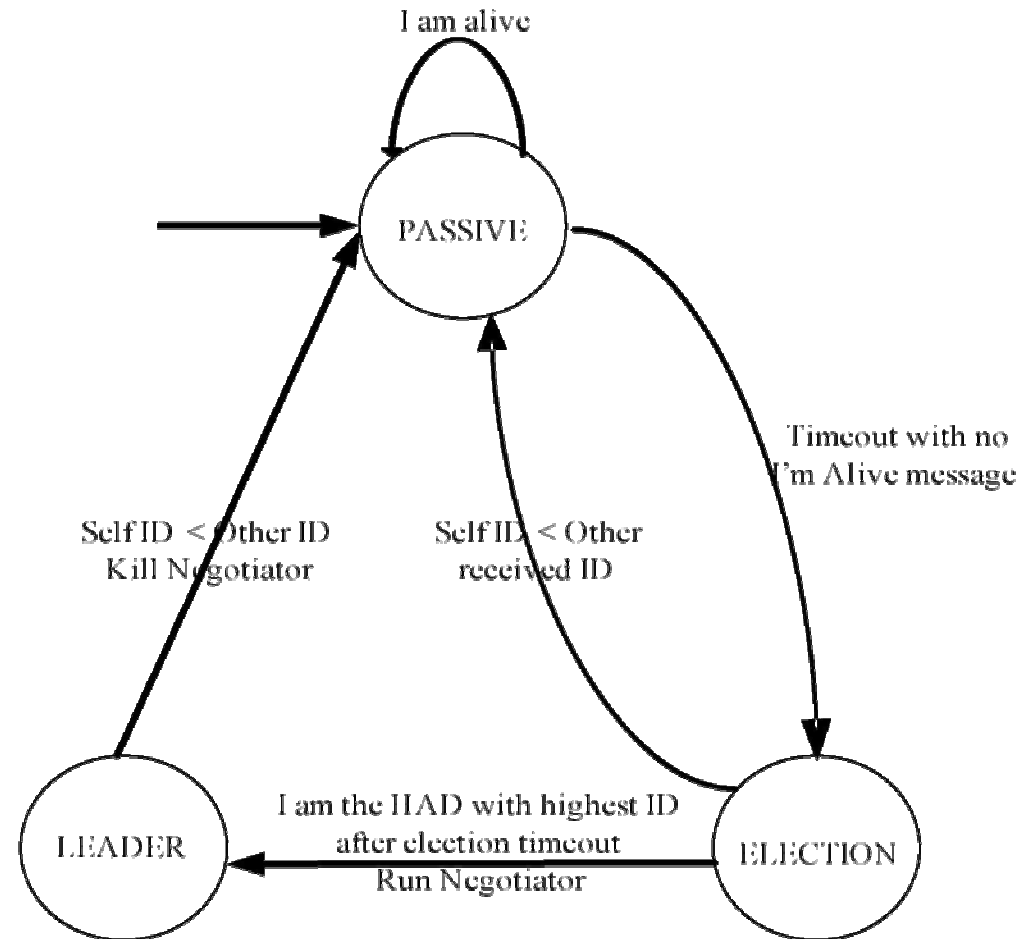 I am alive
PASSIVE
Timeout with no
I'm Alive message
Self ID < Other ID
Kill Negotiator
Self ID < Other
received ID
I am the HAD with highest ID
after election timeout
Run Negotiator
LEADER
ELECTION